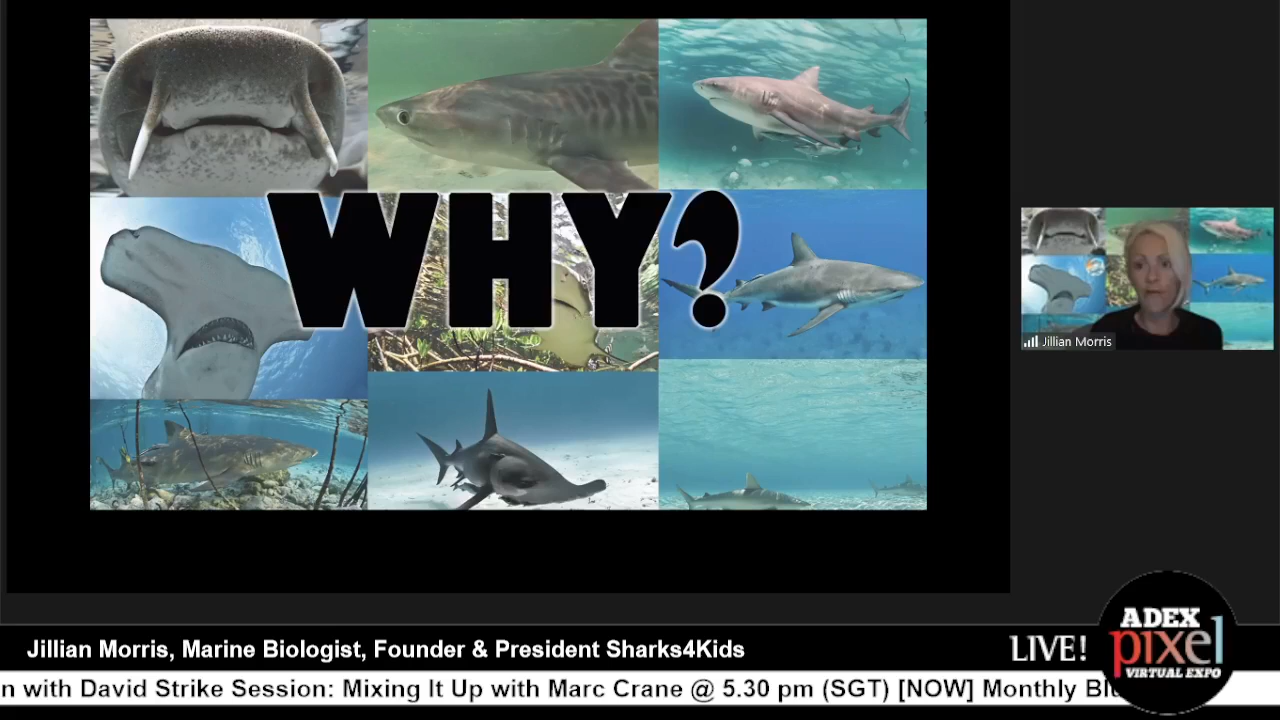 WHY?
Jillian Morris
Jillian Morris, Marine Biologist, Founder & President Sharks4Kids
LIVE!
ADEX
pixel
VIRTUAL EXPO
n with David Strike Session: Mixing It Up with Marc Crane @ 5.30 pm (SGT) [NOW] Monthly